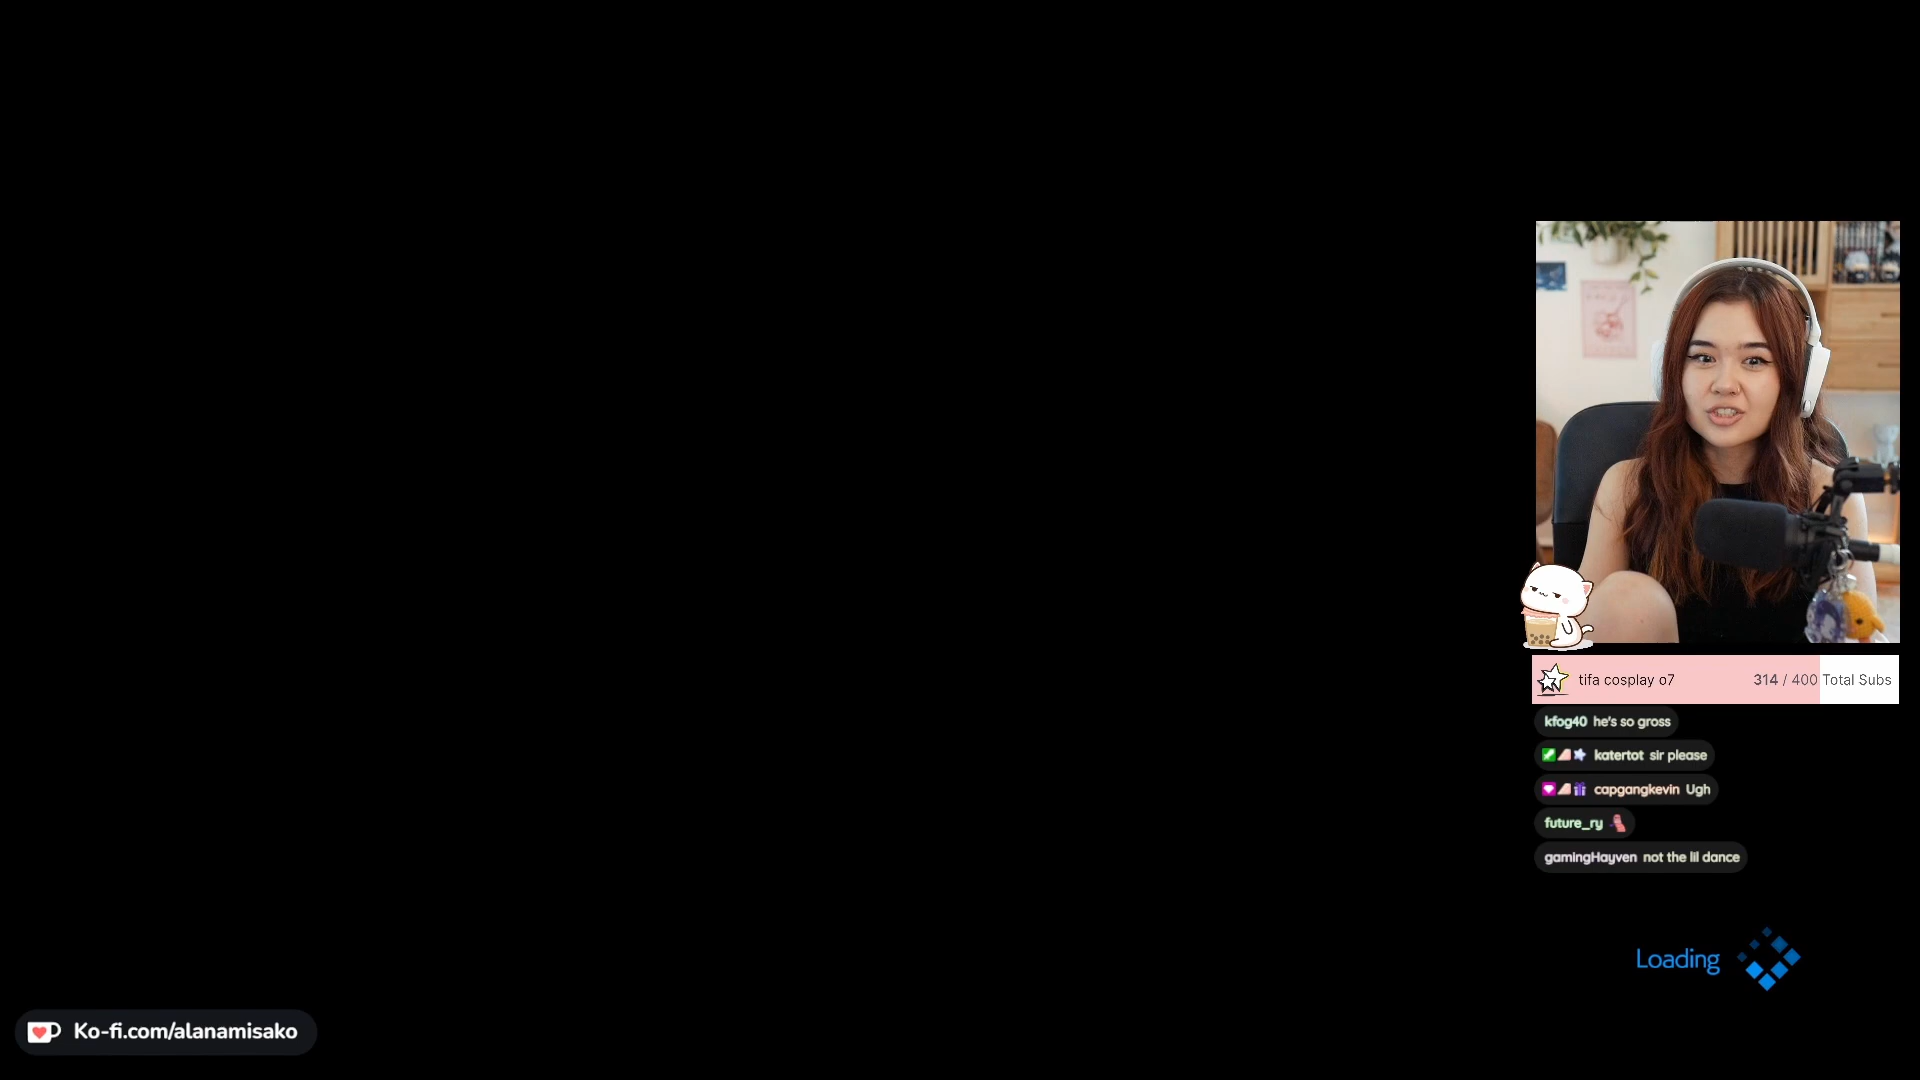 tifa cosplay o7 314 / 400 Total Subs
kfog40 he's so gross
katertot sir please
capgangkevin Ugh
future_ry
gamingHayven not the lil dance
Loading
Ko-fi.com/alanamisako